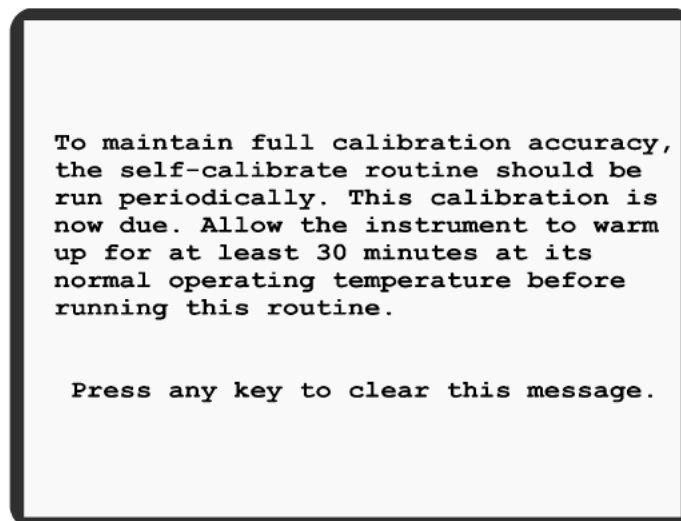 To maintain full calibration accuracy,
the self-calibrate routine should be
run periodically. This calibration is
now due. Allow the instrument to warm
up for at least 30 minutes at its
normal operating temperature before
running this routine.
Press any key to clear this message.